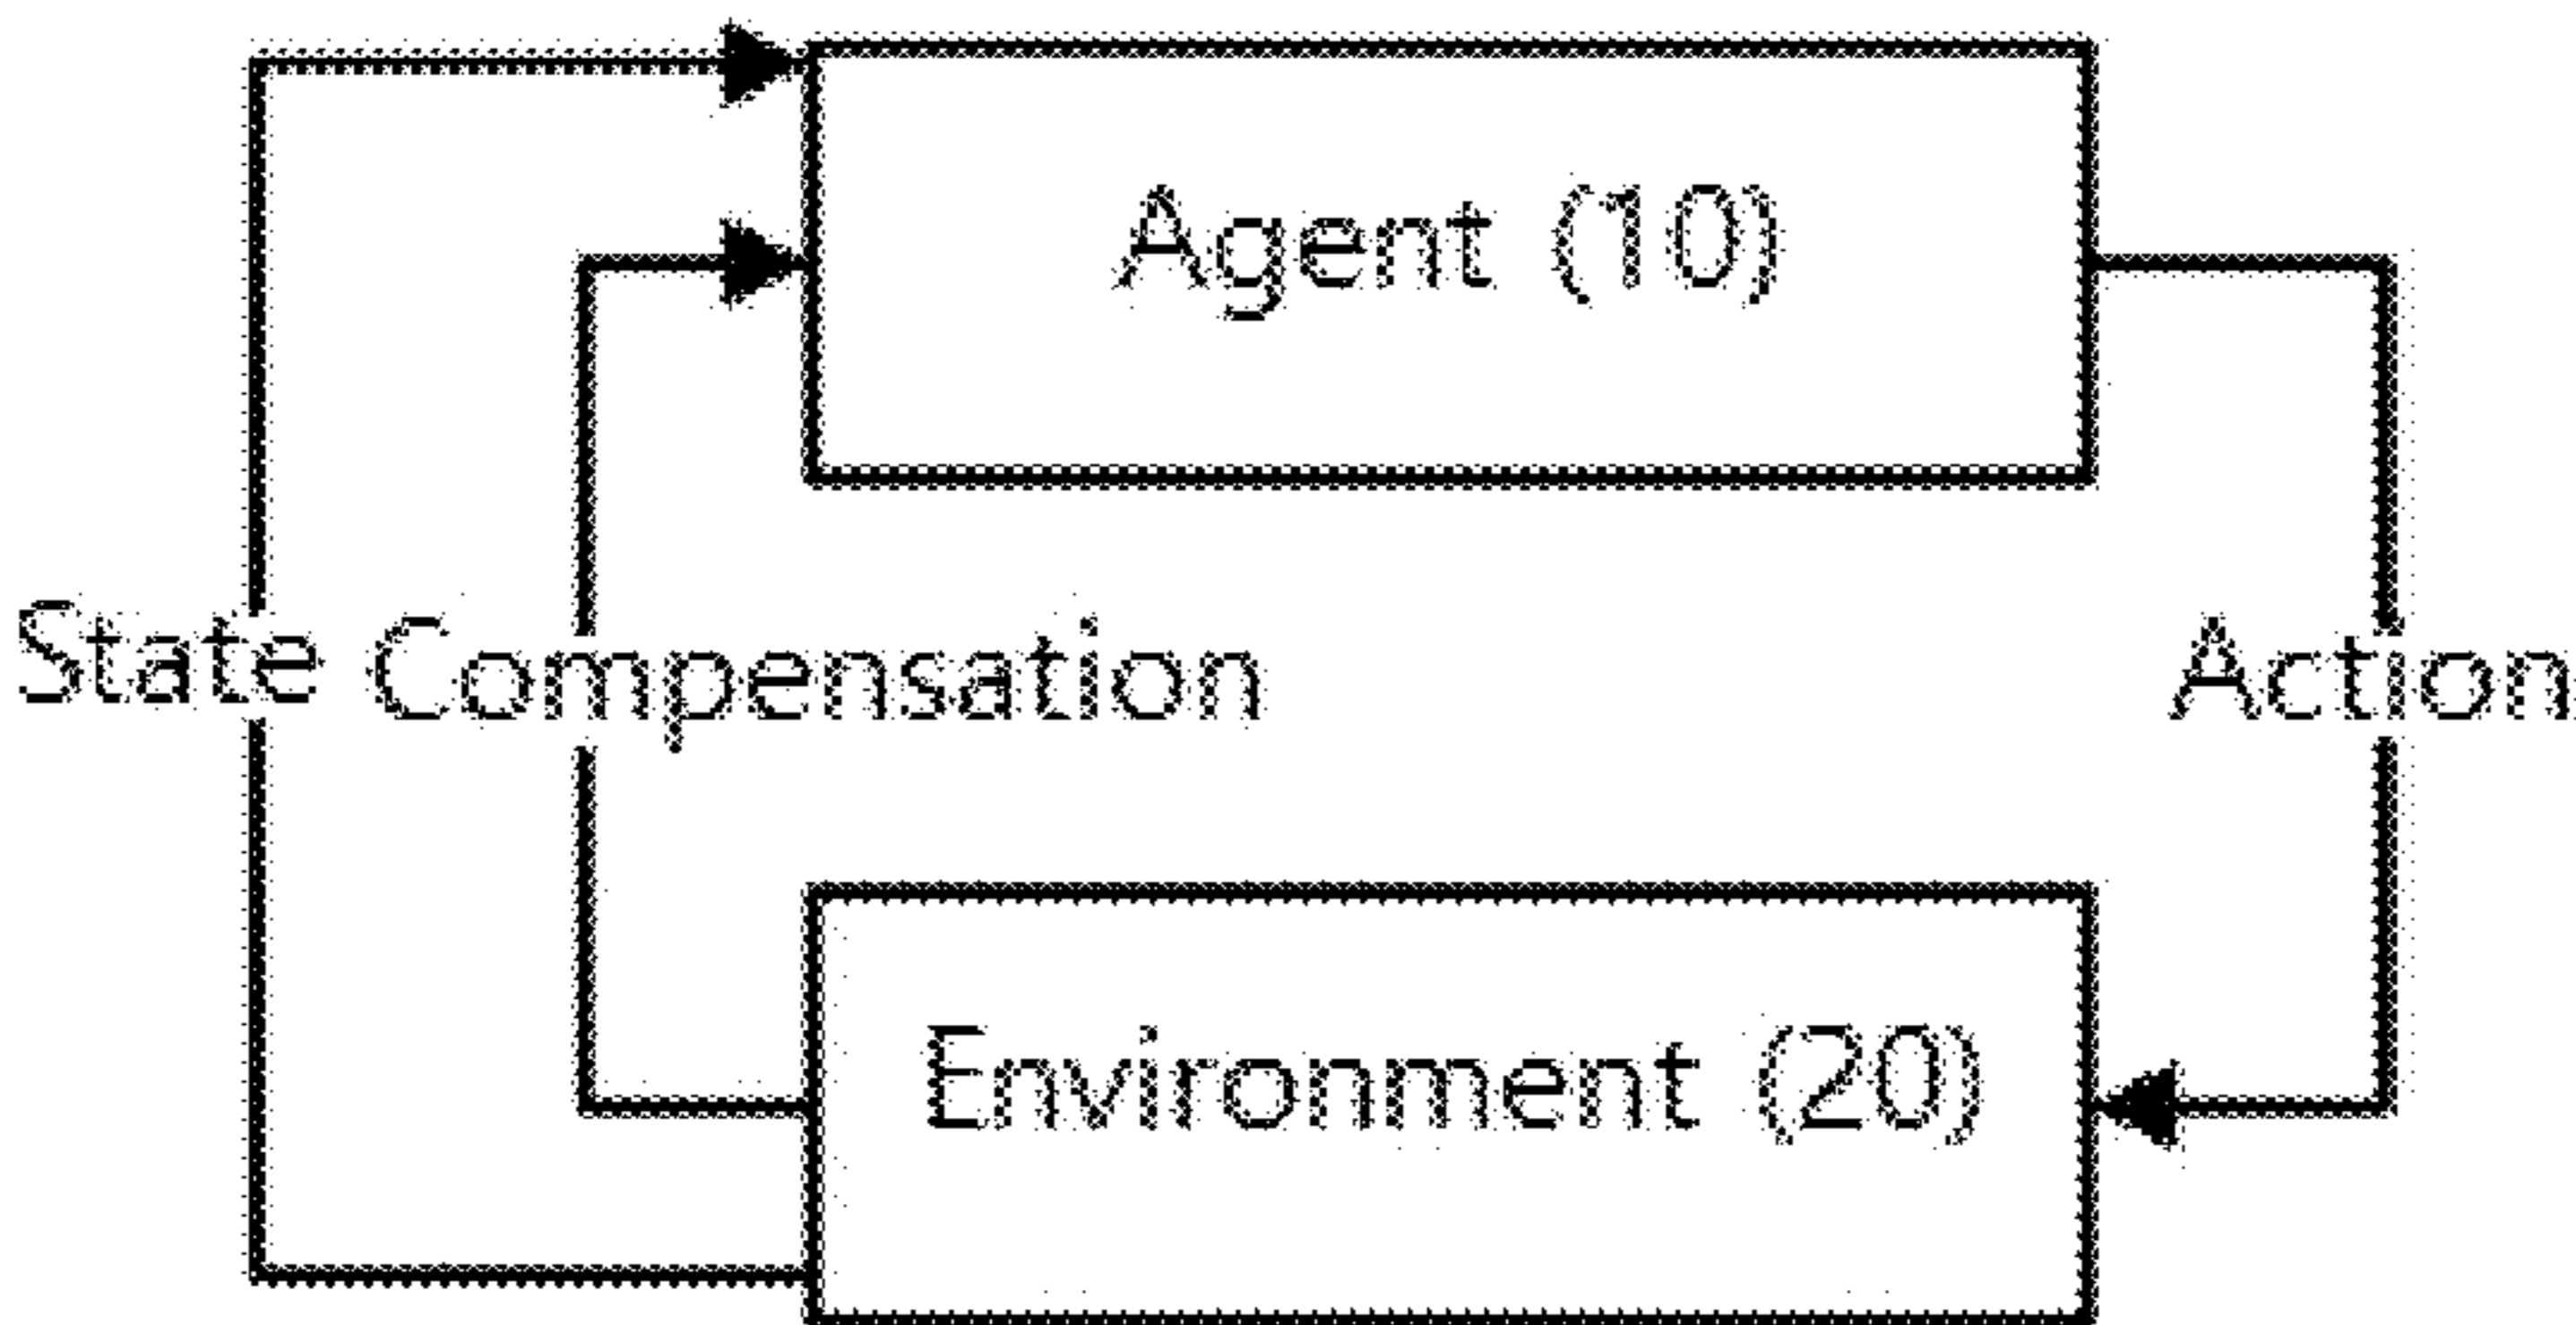 Agent (10)
State Compensation Action
Environment (20)